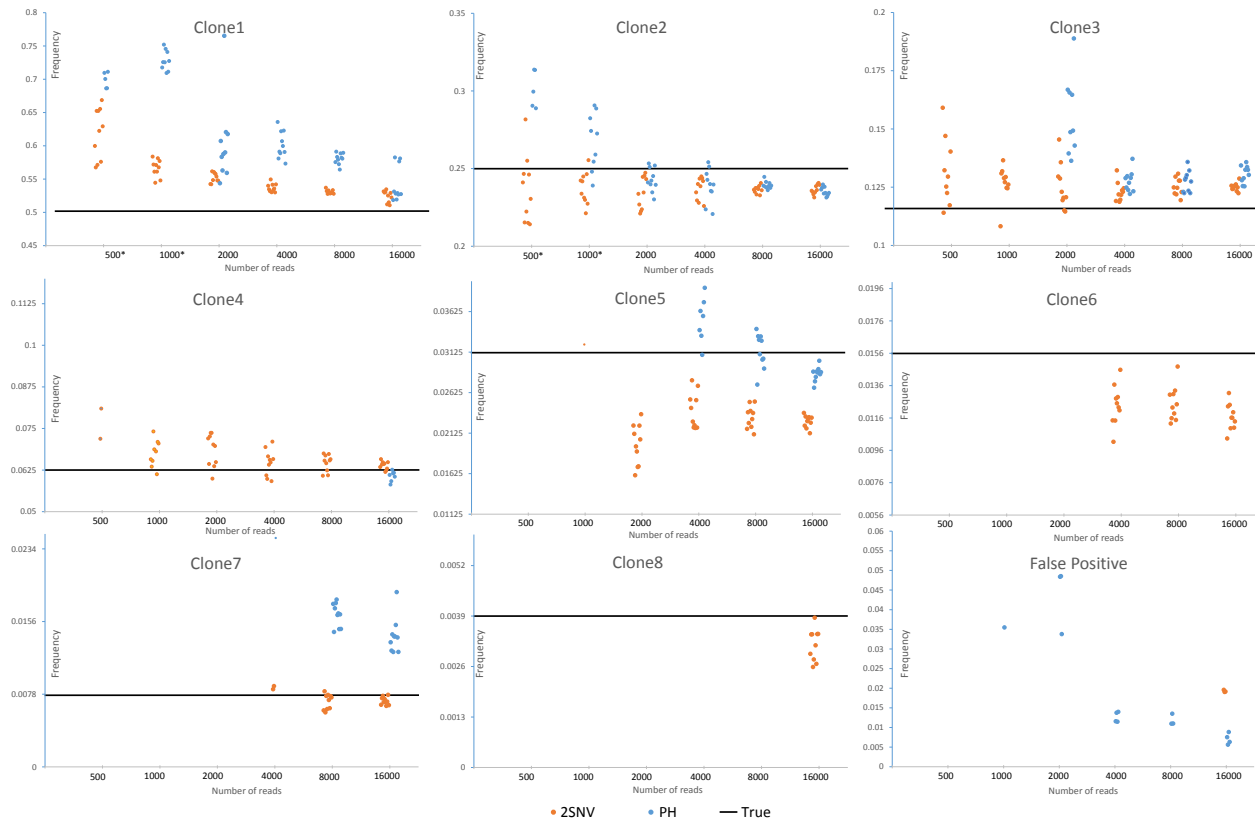 Clone1
Frequency
0.8
0.75
0.7
0.65
0.6
0.55
0.5
0.45
500* 1000* 2000 4000 8000 16000
Number of reads
Clone2
Frequency
0.35
0.3
0.25
0.2
500* 1000* 2000 4000 8000 16000
Number of reads
Clone3
Frequency
0.2
0.175
0.15
0.125
0.1
500 1000 2000 4000 8000 16000
Number of reads
Clone4
Frequency
0.1125
0.1
0.0875
0.075
0.0625
0.05
500 1000 2000 4000 8000 16000
Number of reads
Clone5
Frequency
0.03625
0.03125
0.02625
0.02125
0.01625
0.01125
500 1000 2000 4000 8000 16000
Number of reads
Clone6
Frequency
0.0196
0.0176
0.0156
0.0136
0.0116
0.0096
0.0076
0.0056
500 1000 2000 4000 8000 16000
Number of reads
Clone7
Frequency
0.0234
0.0156
0.0078
0
500 1000 2000 4000 8000 16000
Number of reads
Clone8
Frequency
0.0052
0.0039
0.0026
0.0013
0
500 1000 2000 4000 8000 16000
Number of reads
False Positive
Frequency
0.06
0.055
0.05
0.045
0.04
0.035
0.03
0.025
0.02
0.015
0.01
0.005
0
500 1000 2000 4000 8000 16000
Number of reads
2SNV PH True